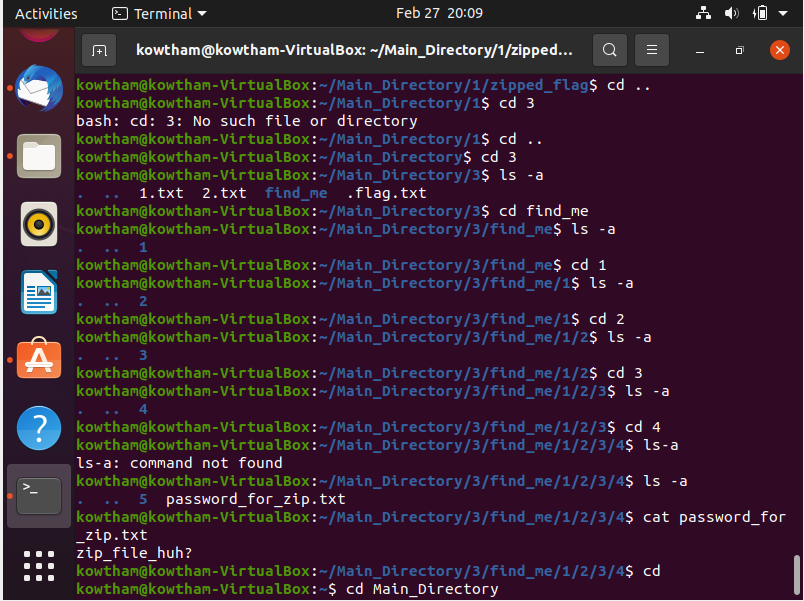 Activities Terminal Feb 27 20:09
kowtham@kowtham-VirtualBox: ~/Main_Directory/1/zipped...
kowtham@kowtham-VirtualBox:~/Main_Directory/1/zipped_flag$ cd ..
kowtham@kowtham-VirtualBox:~/Main_Directory/1$ cd 3
bash: cd: 3: No such file or directory
kowtham@kowtham-VirtualBox:~/Main_Directory/1$ cd ..
kowtham@kowtham-VirtualBox:~/Main_Directory$ cd 3
kowtham@kowtham-VirtualBox:~/Main_Directory/3$ ls -a
. .. 1.txt 2.txt find_me .flag.txt
kowtham@kowtham-VirtualBox:~/Main_Directory/3$ cd find_me
kowtham@kowtham-VirtualBox:~/Main_Directory/3/find_me$ ls -a
. .. 1
kowtham@kowtham-VirtualBox:~/Main_Directory/3/find_me$ cd 1
kowtham@kowtham-VirtualBox:~/Main_Directory/3/find_me/1$ ls -a
. .. 2
kowtham@kowtham-VirtualBox:~/Main_Directory/3/find_me/1$ cd 2
kowtham@kowtham-VirtualBox:~/Main_Directory/3/find_me/1/2$ ls -a
. .. 3
kowtham@kowtham-VirtualBox:~/Main_Directory/3/find_me/1/2$ cd 3
kowtham@kowtham-VirtualBox:~/Main_Directory/3/find_me/1/2/3$ ls -a
. .. 4
kowtham@kowtham-VirtualBox:~/Main_Directory/3/find_me/1/2/3$ cd 4
kowtham@kowtham-VirtualBox:~/Main_Directory/3/find_me/1/2/3/4$ ls-a
ls-a: command not found
kowtham@kowtham-VirtualBox:~/Main_Directory/3/find_me/1/2/3/4$ ls -a
. .. 5 password_for_zip.txt
kowtham@kowtham-VirtualBox:~/Main_Directory/3/find_me/1/2/3/4$ cat password_for
_zip.txt
zip_file_huh?
kowtham@kowtham-VirtualBox:~/Main_Directory/3/find_me/1/2/3/4$ cd
kowtham@kowtham-VirtualBox:~$ cd Main_Directory